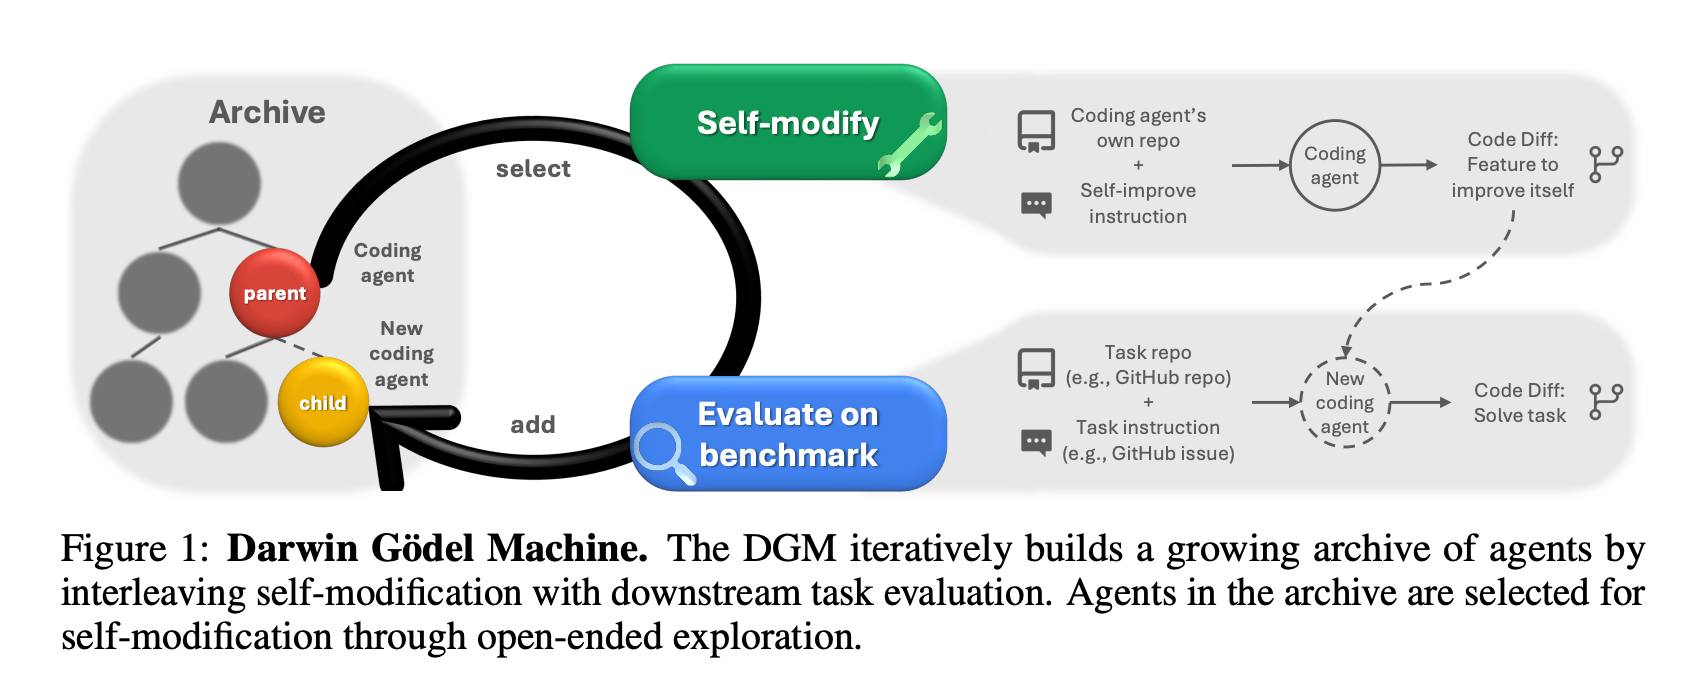 Archive
Coding
agent
parent
New
coding
agent
child
select
add
Self-modify
Evaluate on
benchmark
Coding agent's
own repo
+
Self-improve
instruction
Coding
agent
Code Diff:
Feature to
improve itself
Task repo
(e.g., GitHub repo)
+
Task instruction
(e.g., GitHub issue)
New
coding
agent
Code Diff:
Solve task
Figure 1: Darwin Gödel Machine. The DGM iteratively builds a growing archive of agents by
interleaving self-modification with downstream task evaluation. Agents in the archive are selected for
self-modification through open-ended exploration.